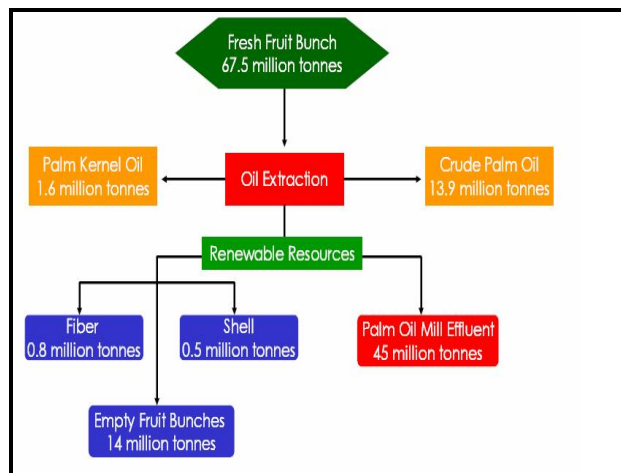 Fresh Fruit Bunch
67.5 million tonnes
Palm Kernel Oil
1.6 million tonnes
Oil Extraction
Crude Palm Oil
13.9 million tonnes
Renewable Resources
Fiber
0.8 million tonnes
Shell
0.5 million tonnes
Palm Oil Mill Effluent
45 million tonnes
Empty Fruit Bunches
14 million tonnes